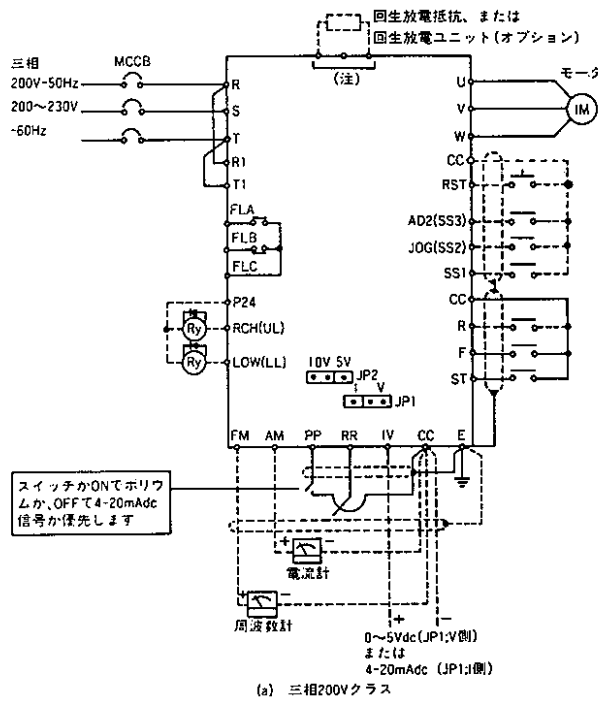 回生放電抵抗、または
回生放電ユニット(オプション)
(注)
三相
200V-50Hz
200〜230V
-60Hz
MCCB
R
S
T
R1
T1
FLA
FLB
FLC
P24
RCH(UL)
LOW(LL)
Ry
Ry
U
V
W
モータ
IM
CC
RST
AD2(SS3)
JOG(SS2)
SS1
CC
R
F
ST
10V 5V
JP2
I V
JP1
FM AM PP RR IV CC E
スイッチかONてボリウ
ムか、OFFて4-20mAdc
信号か優先します
+ −
電流計
+ −
周波数計
+ −
0〜5Vdc(JP1;V側)
または
4-20mAdc (JP1;I側)
(a) 三相200Vクラス